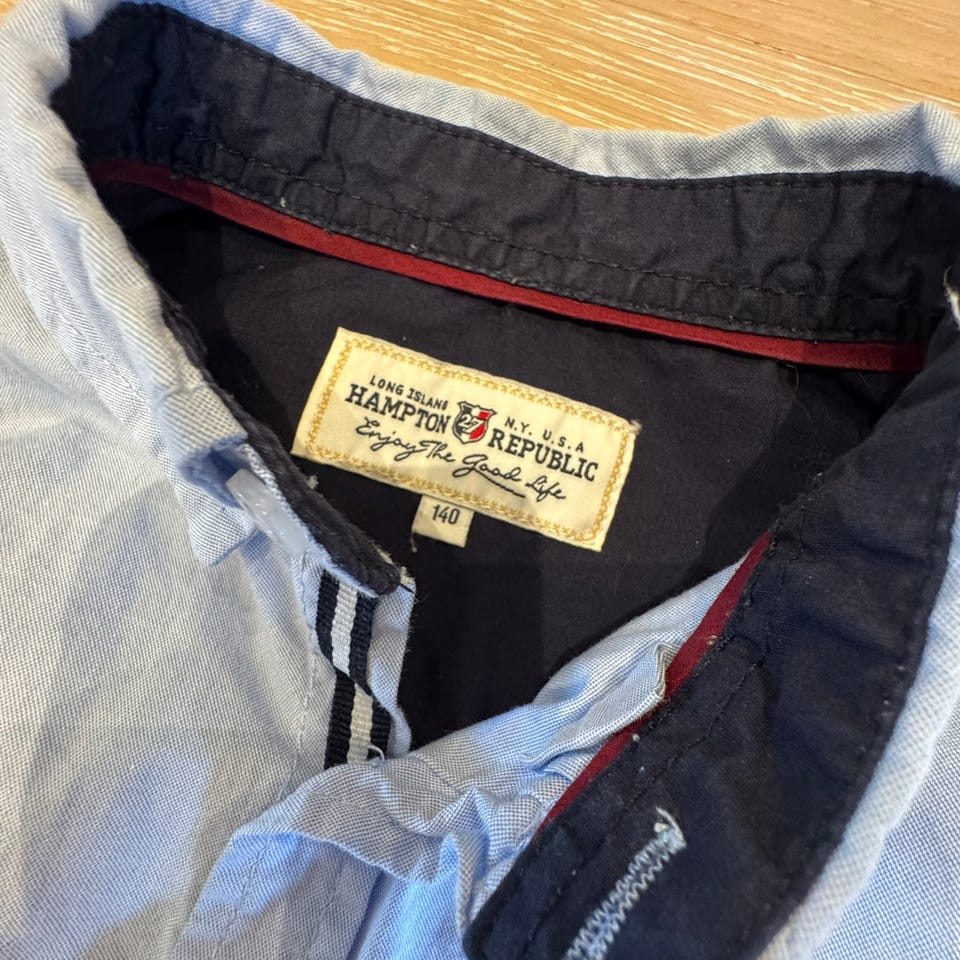 LONG ISLAND N.Y. U.S.A
HAMPTON 27 REPUBLIC
Enjoy The Good Life
140